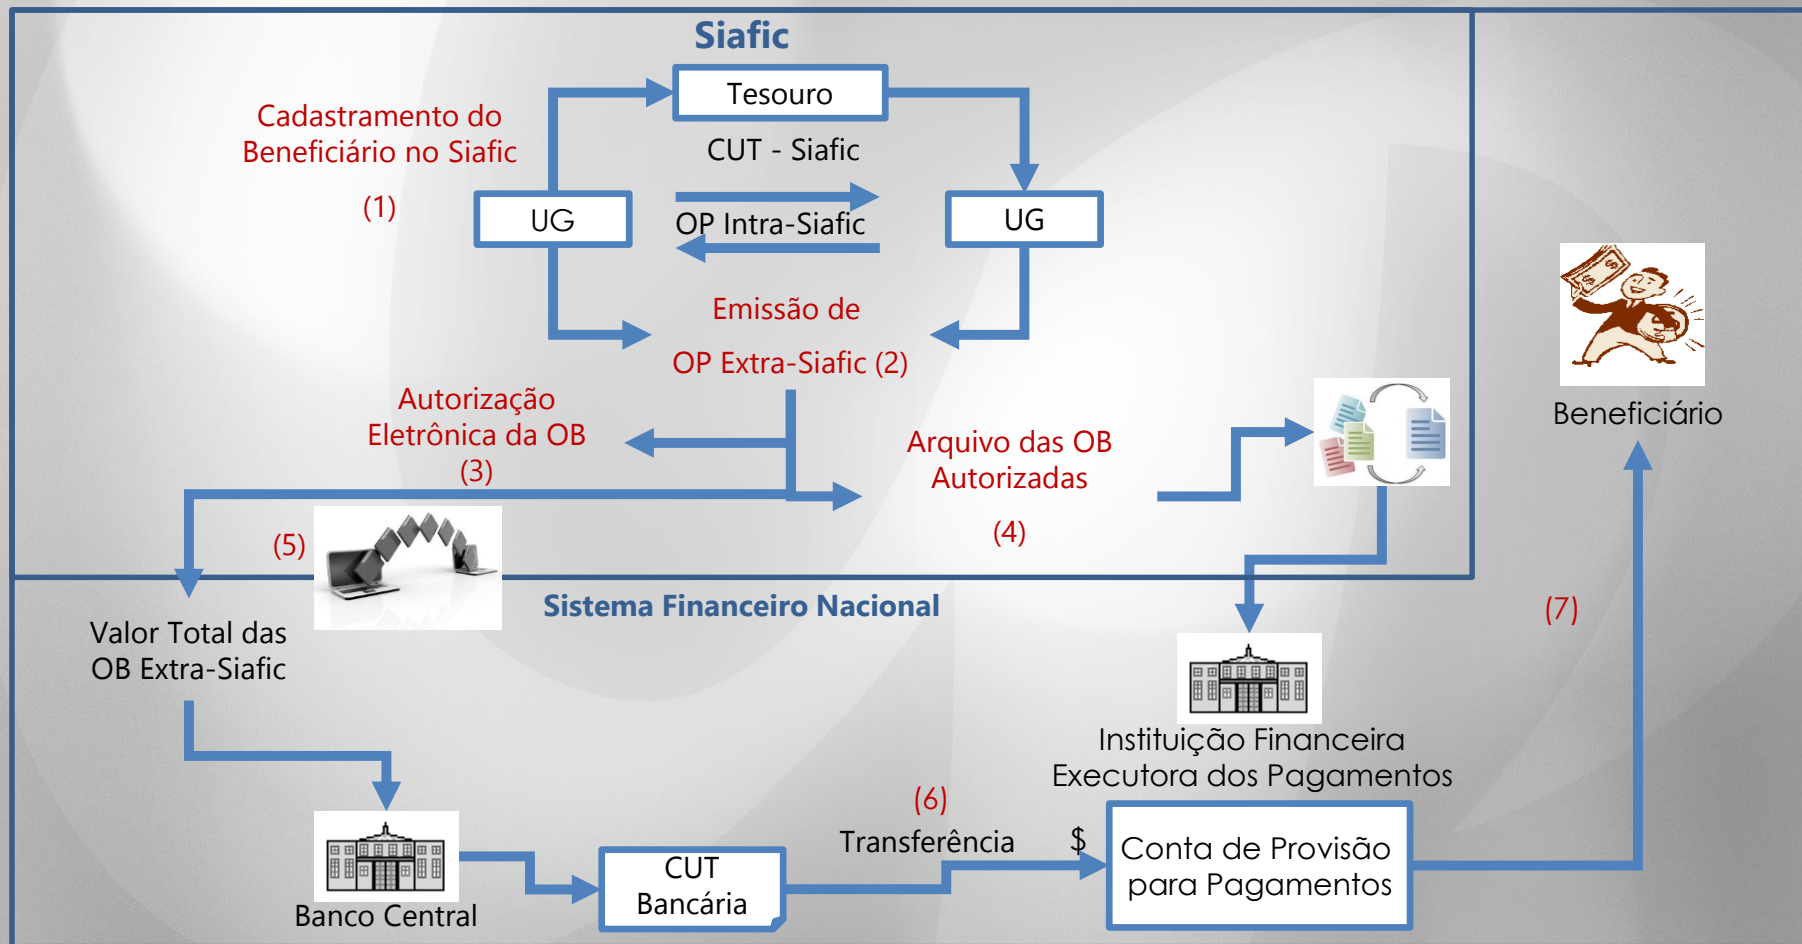 Siafic
Tesouro
Cadastramento do
Beneficiário no Siafic
(1)
CUT - Siafic
UG
OP Intra-Siafic
UG
Emissão de
OP Extra-Siafic (2)
Autorização
Eletrônica da OB
(3)
Arquivo das OB
Autorizadas
(4)
Beneficiário
(5)
Sistema Financeiro Nacional
(7)
Valor Total das
OB Extra-Siafic
Instituição Financeira
Executora dos Pagamentos
(6)
Transferência $
Banco Central
CUT
Bancária
Conta de Provisão
para Pagamentos